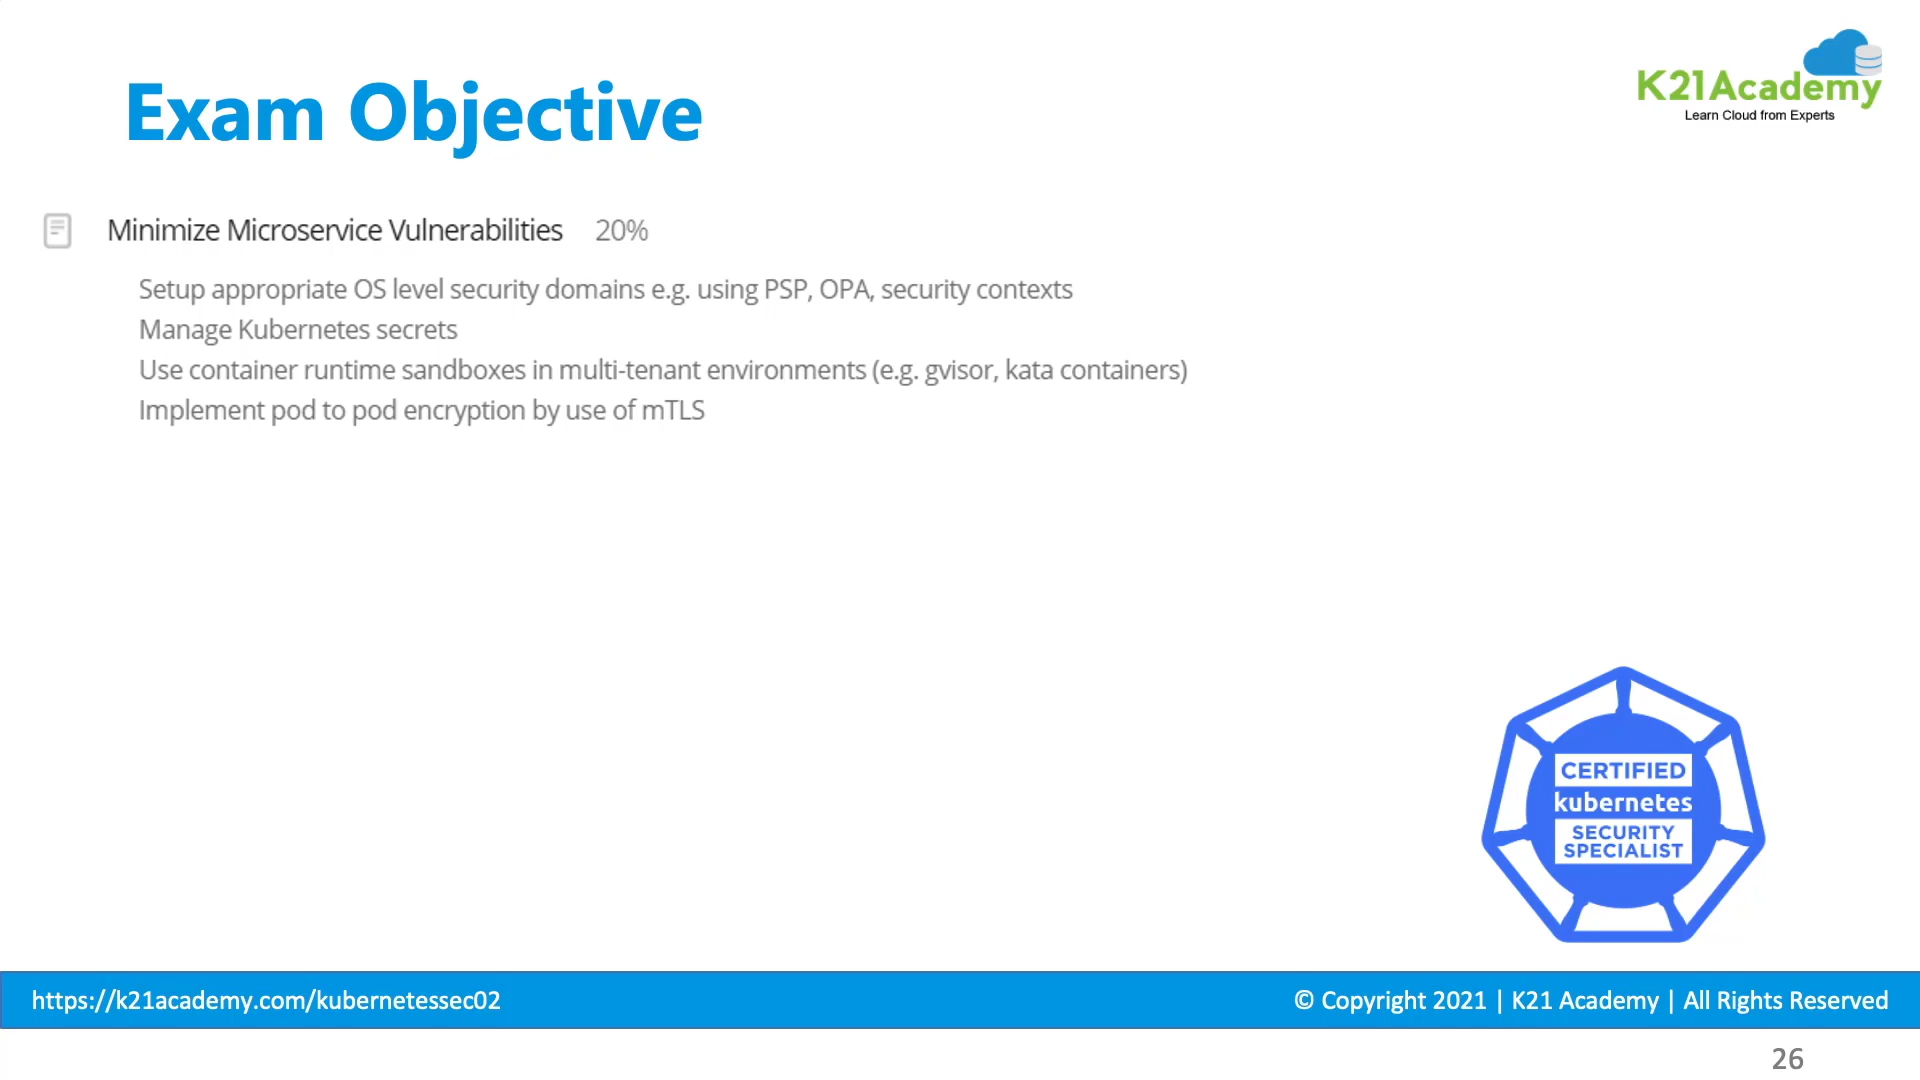 Exam Objective
K21Academy
Learn Cloud from Experts
Minimize Microservice Vulnerabilities 20%
Setup appropriate OS level security domains e.g. using PSP, OPA, security contexts
Manage Kubernetes secrets
Use container runtime sandboxes in multi-tenant environments (e.g. gvisor, kata containers)
Implement pod to pod encryption by use of mTLS
CERTIFIED
kubernetes
SECURITY
SPECIALIST
https://k21academy.com/kubernetessec02
© Copyright 2021 | K21 Academy | All Rights Reserved
26